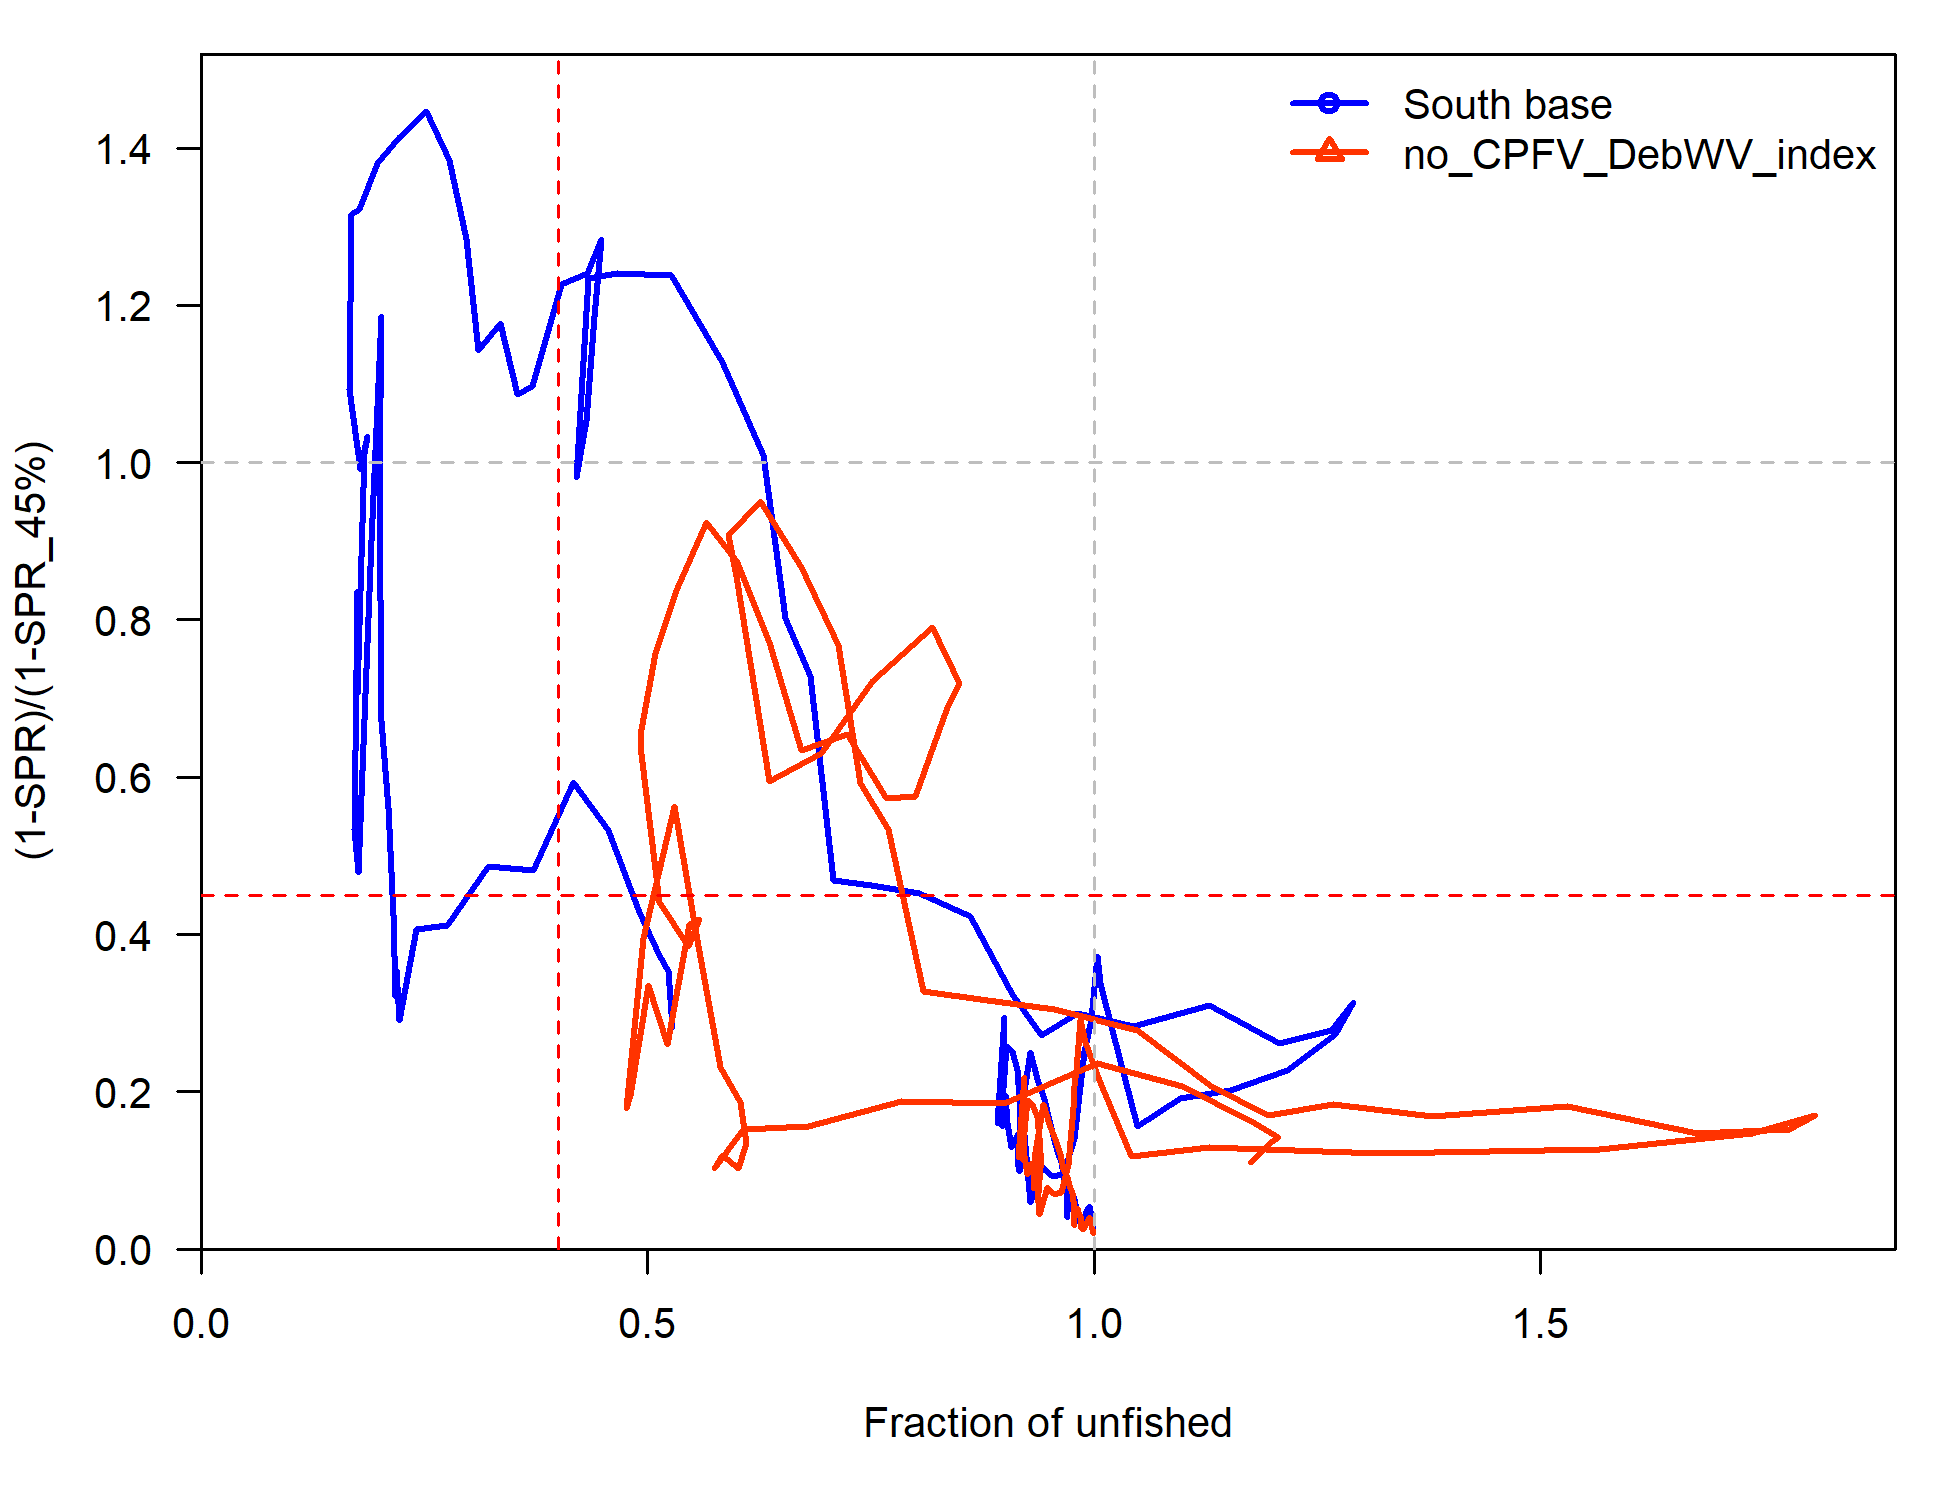 South base
no_CPFV_DebWV_index
(1-SPR)/(1-SPR_45%)
1.4
1.2
1.0
0.8
0.6
0.4
0.2
0.0
0.0 0.5 1.0 1.5
Fraction of unfished